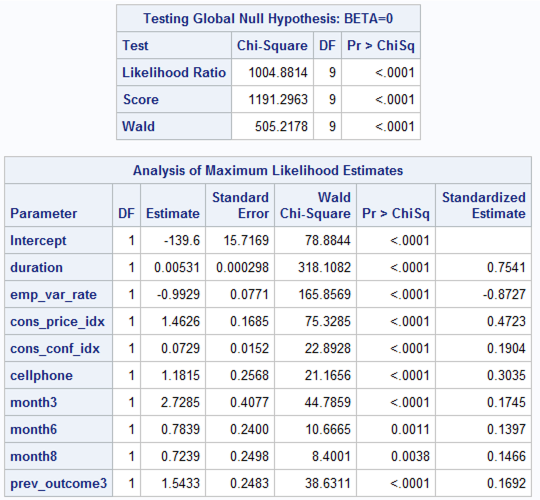 Testing Global Null Hypothesis: BETA=0
Test Chi-Square DF Pr > ChiSq
Likelihood Ratio 1004.8814 9 <.0001
Score 1191.2963 9 <.0001
Wald 505.2178 9 <.0001
Analysis of Maximum Likelihood Estimates
Parameter DF Estimate Standard Error Wald Chi-Square Pr > ChiSq Standardized Estimate
Intercept 1 -139.6 15.7169 78.8844 <.0001
duration 1 0.00531 0.000298 318.1082 <.0001 0.7541
emp_var_rate 1 -0.9929 0.0771 165.8569 <.0001 -0.8727
cons_price_idx 1 1.4626 0.1685 75.3285 <.0001 0.4723
cons_conf_idx 1 0.0729 0.0152 22.8928 <.0001 0.1904
cellphone 1 1.1815 0.2568 21.1656 <.0001 0.3035
month3 1 2.7285 0.4077 44.7859 <.0001 0.1745
month6 1 0.7839 0.2400 10.6665 0.0011 0.1397
month8 1 0.7239 0.2498 8.4001 0.0038 0.1466
prev_outcome3 1 1.5433 0.2483 38.6311 <.0001 0.1692